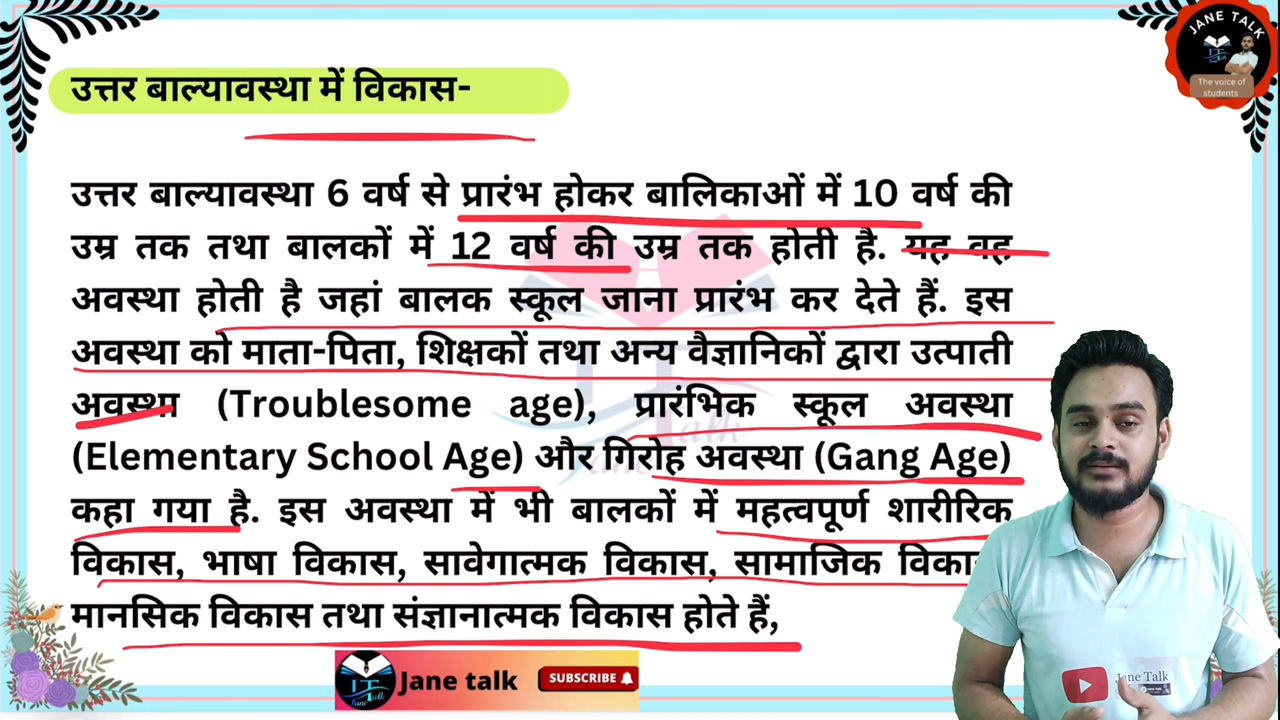 उत्तर बाल्यावस्था में विकास-
उत्तर बाल्यावस्था 6 वर्ष से प्रारंभ होकर बालिकाओं में 10 वर्ष की
उम्र तक तथा बालकों में 12 वर्ष की उम्र तक होती है. यह वह
अवस्था होती है जहां बालक स्कूल जाना प्रारंभ कर देते हैं. इस
अवस्था को माता-पिता, शिक्षकों तथा अन्य वैज्ञानिकों द्वारा उत्पाती
अवस्था (Troublesome age), प्रारंभिक स्कूल अवस्था
(Elementary School Age) और गिरोह अवस्था (Gang Age)
कहा गया है. इस अवस्था में भी बालकों में महत्वपूर्ण शारीरिक
विकास, भाषा विकास, सावेगात्मक विकास, सामाजिक विका
मानसिक विकास तथा संज्ञानात्मक विकास होते हैं,
JANE TALK
The voice of
students
Jane talk
SUBSCRIBE
Jane Talk